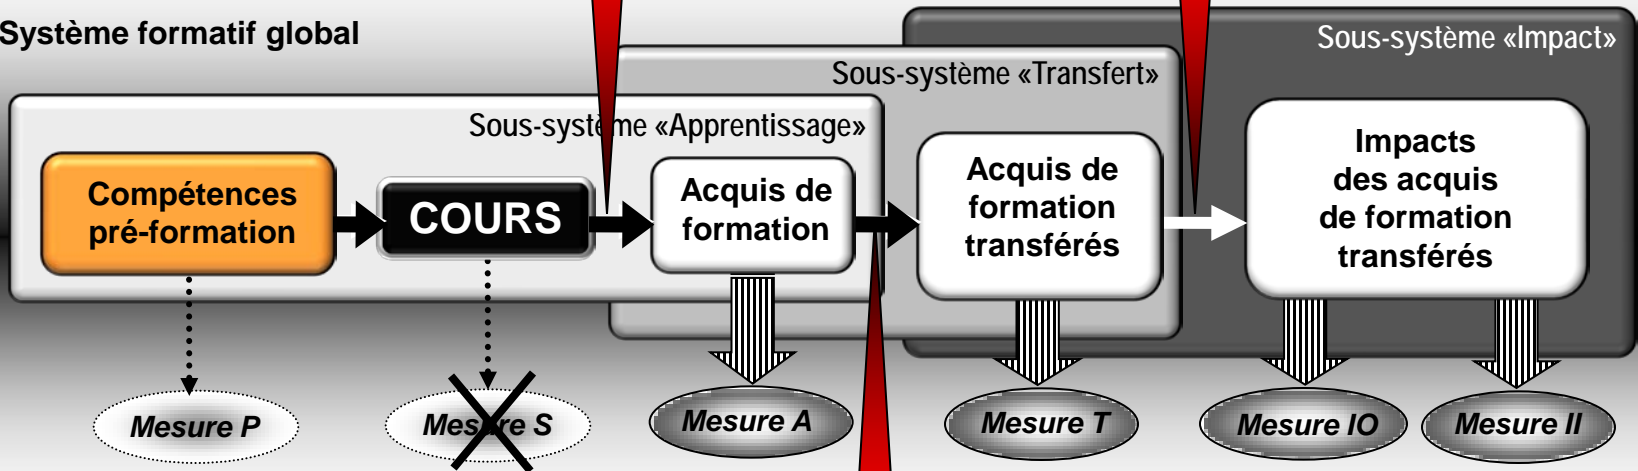 Système formatif global
Sous-système «Impact»
Sous-système «Transfert»
Sous-système «Apprentissage»
Compétences
pré-formation
COURS
Acquis de
formation
Acquis de
formation
transférés
Impacts
des acquis
de formation
transférés
Mesure P
Mesure S
Mesure A
Mesure T
Mesure IO
Mesure II